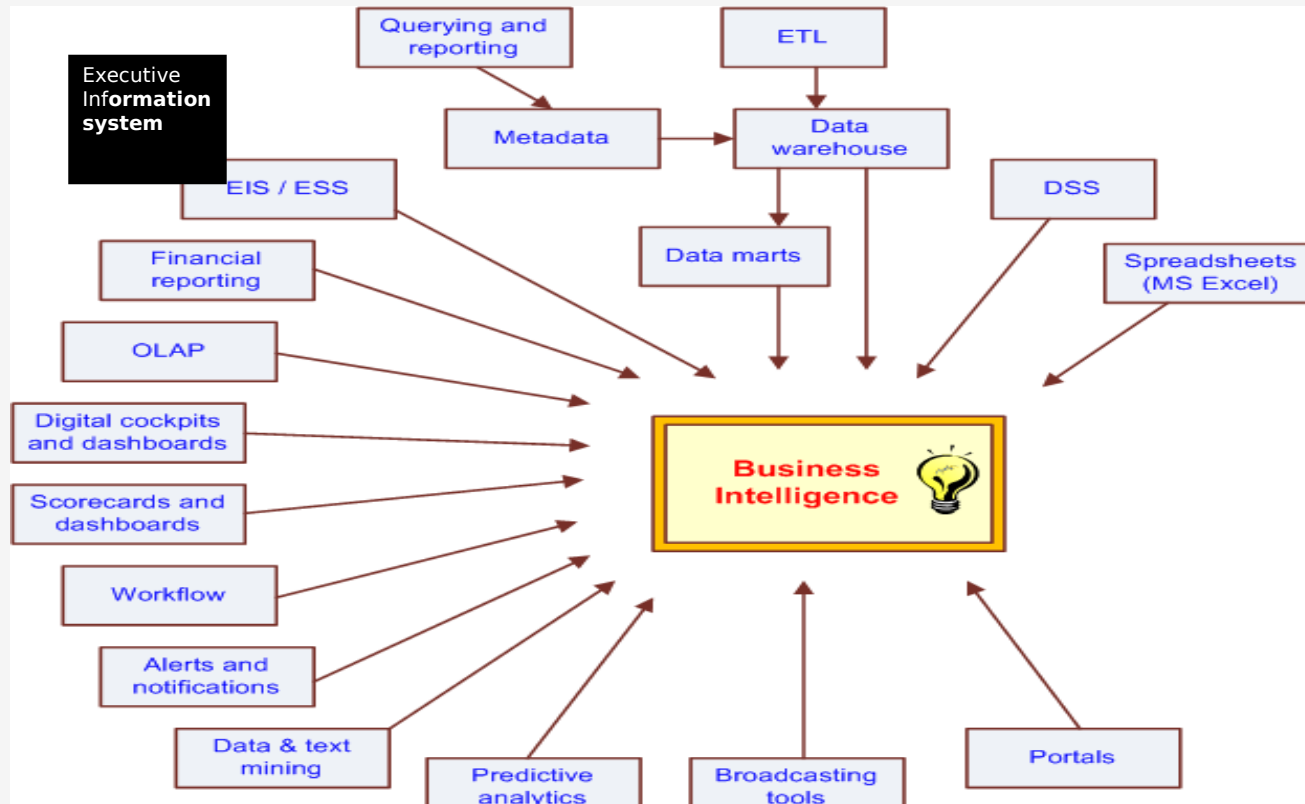 Querying and
reporting
ETL
Executive
Information
system
Metadata
Data
warehouse
EIS / ESS
DSS
Financial
reporting
Data marts
Spreadsheets
(MS Excel)
OLAP
Digital cockpits
and dashboards
Business
Intelligence
Scorecards and
dashboards
Workflow
Alerts and
notifications
Data & text
mining
Predictive
analytics
Broadcasting
tools
Portals